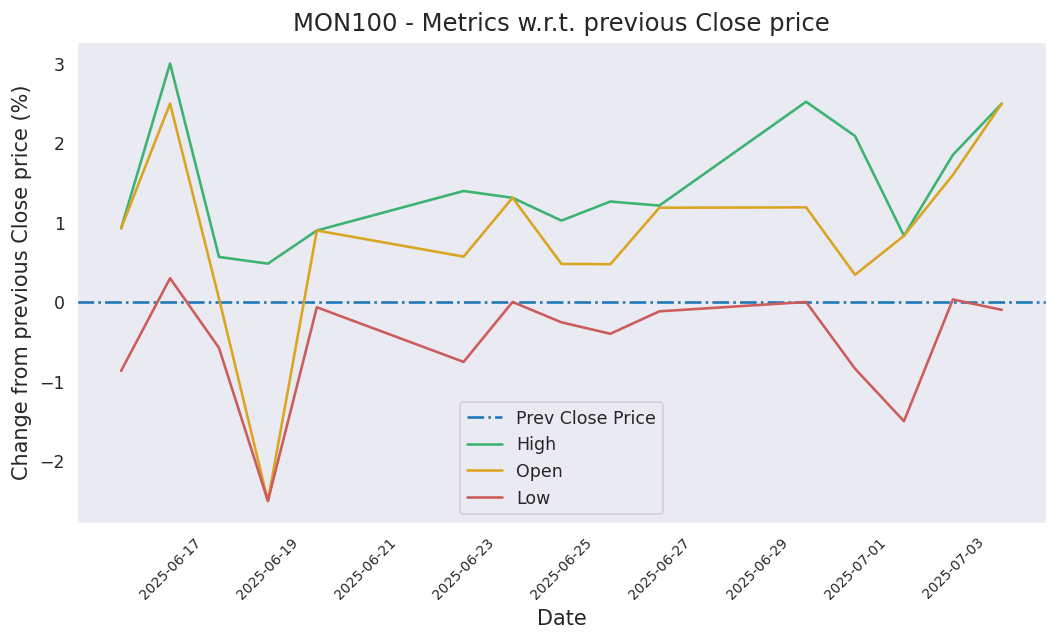 MON100 - Metrics w.r.t. previous Close price
Change from previous Close price (%)
3
2
1
0
−1
−2
Prev Close Price
High
Open
Low
2025-06-17
2025-06-19
2025-06-21
2025-06-23
2025-06-25
2025-06-27
2025-06-29
2025-07-01
2025-07-03
Date